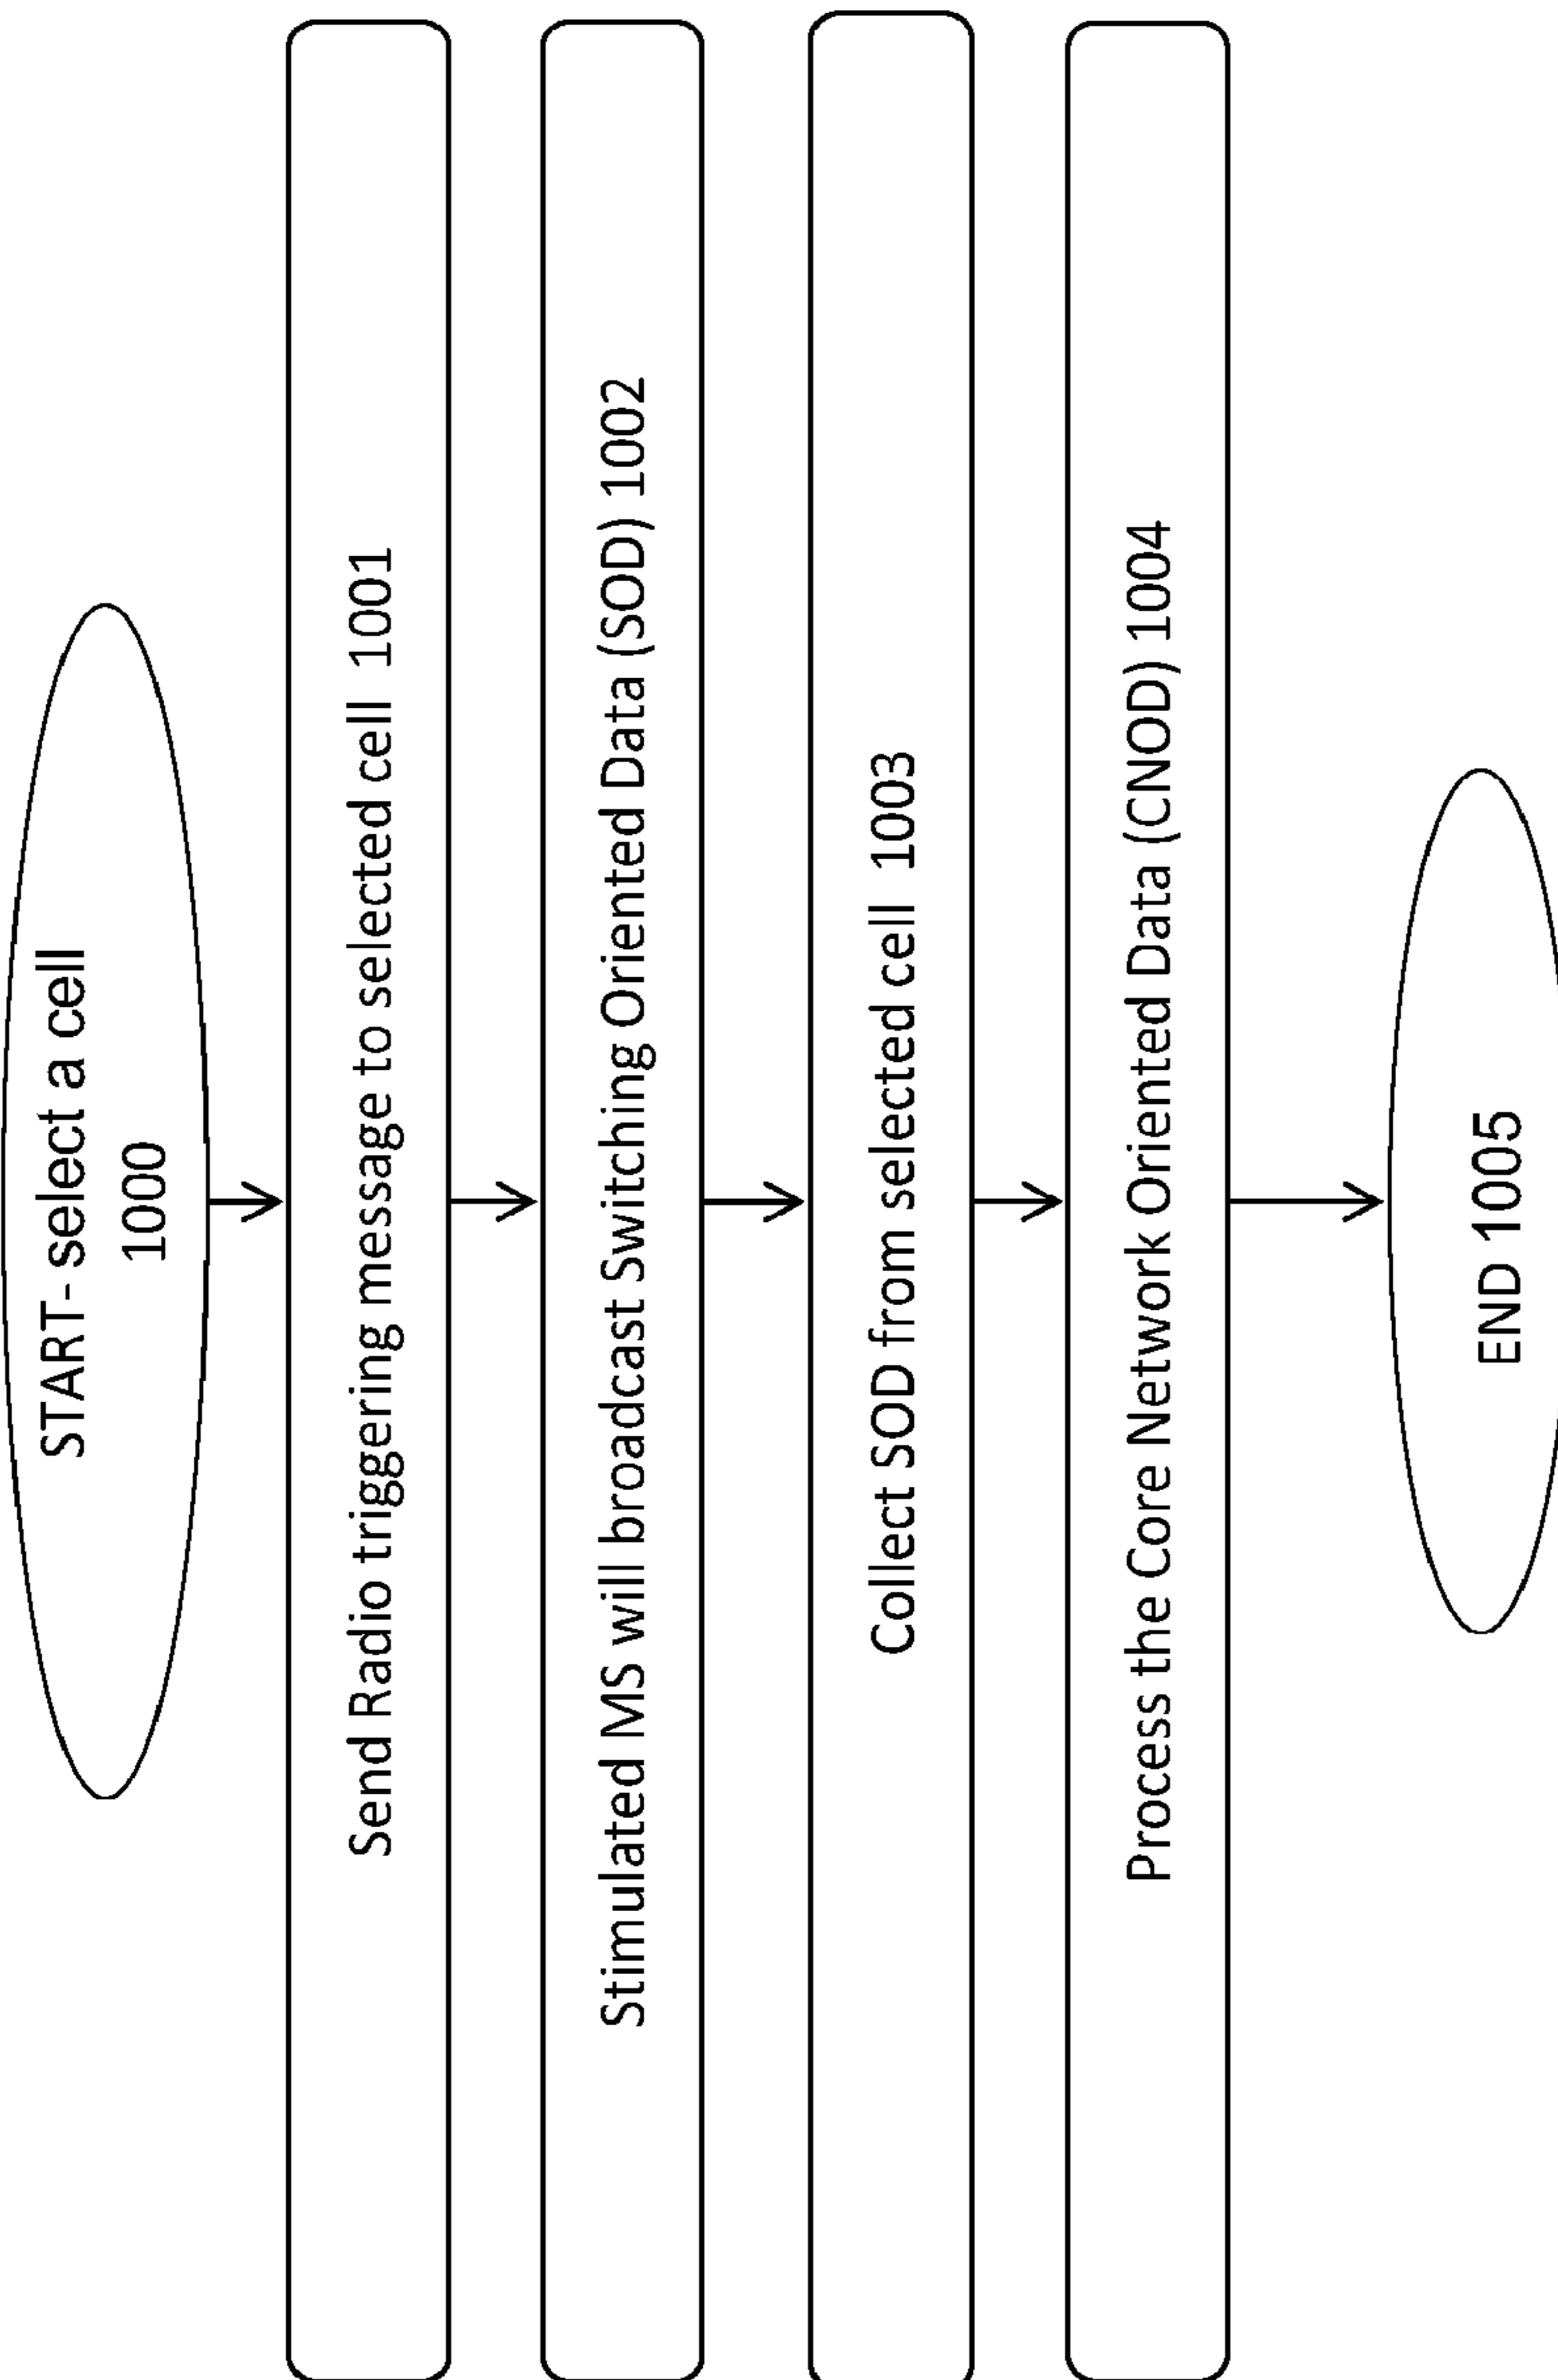 START- select a cell
1000
Send Radio triggering message to selected cell 1001
Stimulated MS will broadcast Switching Oriented Data (SOD) 1002
Collect SOD from selected cell 1003
Process the Core Network Oriented Data (CNOD) 1004
END 1005